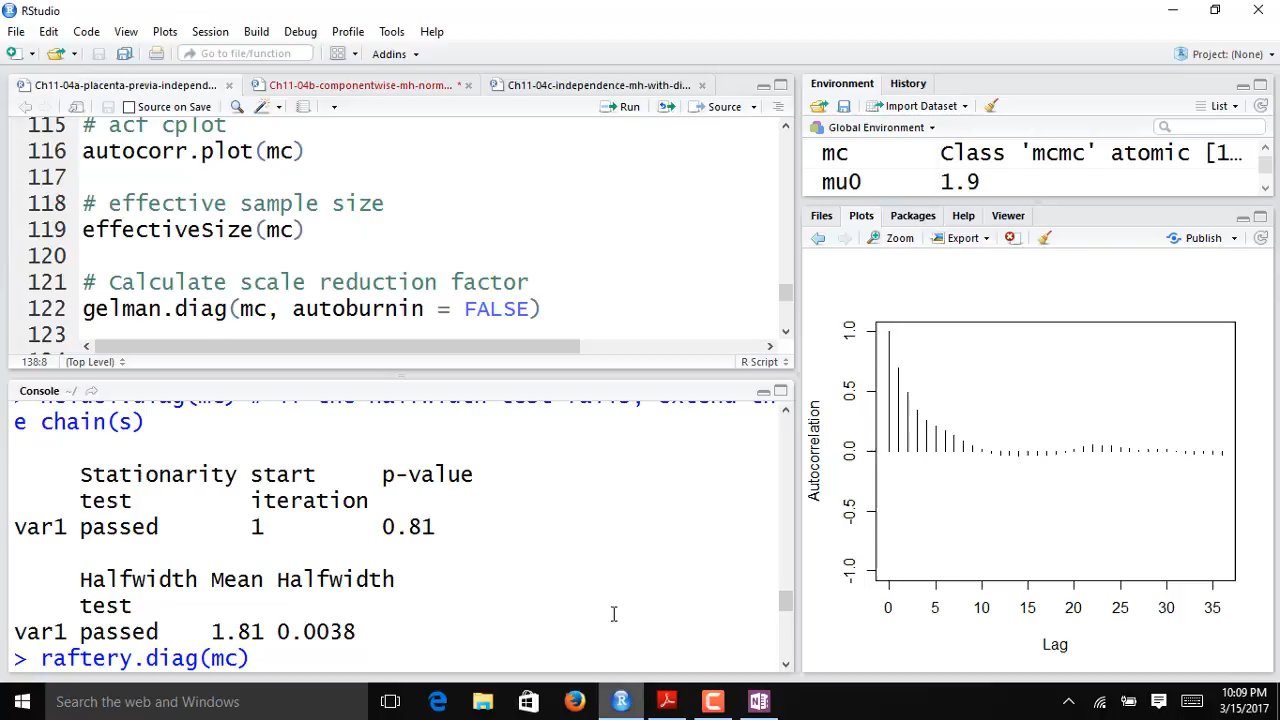 RStudio
File Edit Code View Plots Session Build Debug Profile Tools Help
Go to file/function Addins Project: (None)
Ch11-04a-placenta-previa-independ... Ch11-04b-componentwise-mh-norm... * Ch11-04c-independence-mh-with-di...
Source on Save Run Source
115 # acf cplot
116 autocorr.plot(mc)
117
118 # effective sample size
119 effectiveSize(mc)
120
121 # Calculate scale reduction factor
122 gelman.diag(mc, autoburnin = FALSE)
123
138:8 (Top Level) R Script
Console ~/
e chain(s)
Stationarity start p-value
test iteration
var1 passed 1 0.81
Halfwidth Mean Halfwidth
test
var1 passed 1.81 0.0038
> raftery.diag(mc)
Environment History
Import Dataset List
Global Environment
mc Class 'mcmc' atomic [1...
mu0 1.9
Files Plots Packages Help Viewer
Zoom Export Publish
Autocorrelation
1.0
0.5
0.0
-0.5
-1.0
0 5 10 15 20 25 30 35
Lag
Search the web and Windows
10:09 PM
3/15/2017